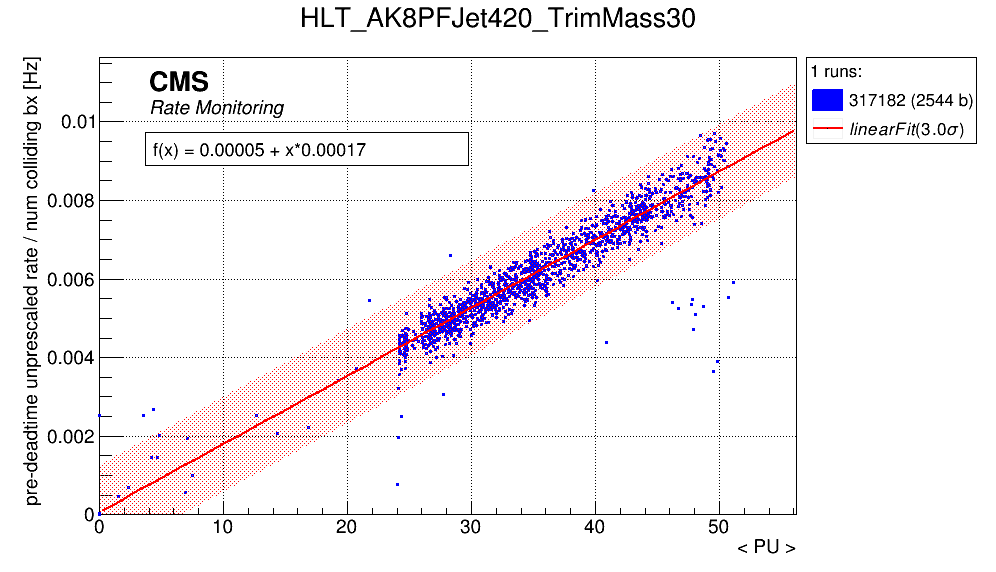 HLT_AK8PFJet420_TrimMass30
pre-deadtime unprescaled rate / num colliding bx [Hz]
CMS
Rate Monitoring
f(x) = 0.00005 + x*0.00017
1 runs:
317182 (2544 b)
linearFit(3.0σ)
0.01
0.008
0.006
0.004
0.002
0
0 10 20 30 40 50
< PU >